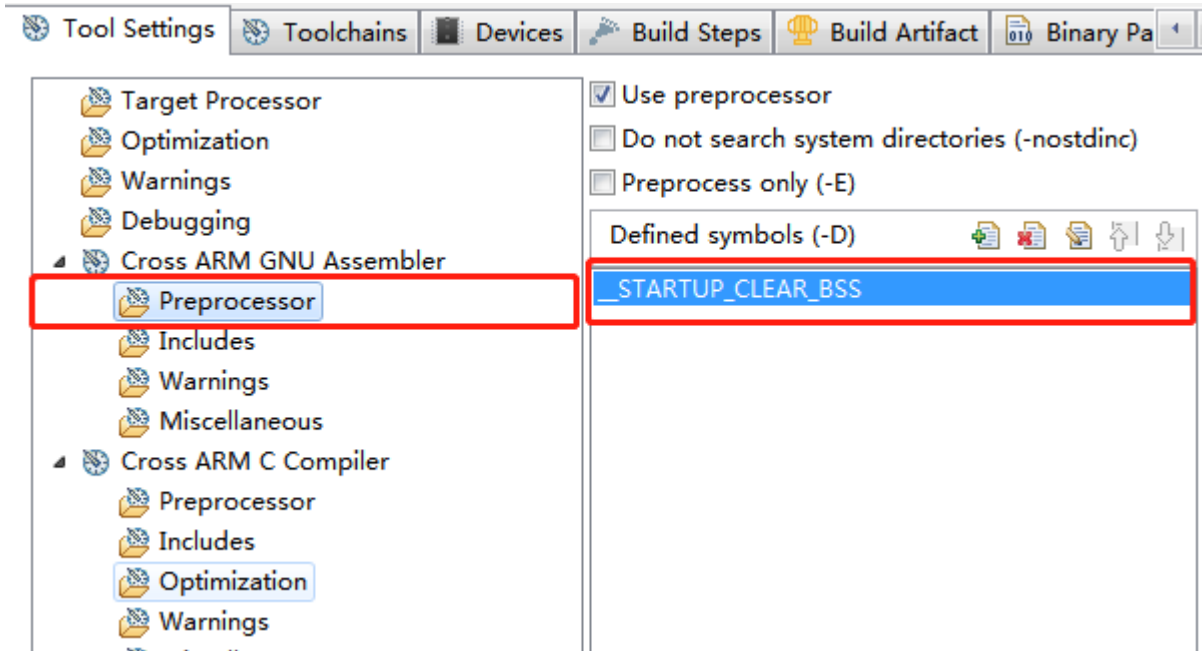 Tool Settings Toolchains Devices Build Steps Build Artifact Binary Pa
Target Processor
Optimization
Warnings
Debugging
Cross ARM GNU Assembler
Preprocessor
Includes
Warnings
Miscellaneous
Cross ARM C Compiler
Preprocessor
Includes
Optimization
Warnings
Use preprocessor
Do not search system directories (-nostdinc)
Preprocess only (-E)
Defined symbols (-D)
__STARTUP_CLEAR_BSS